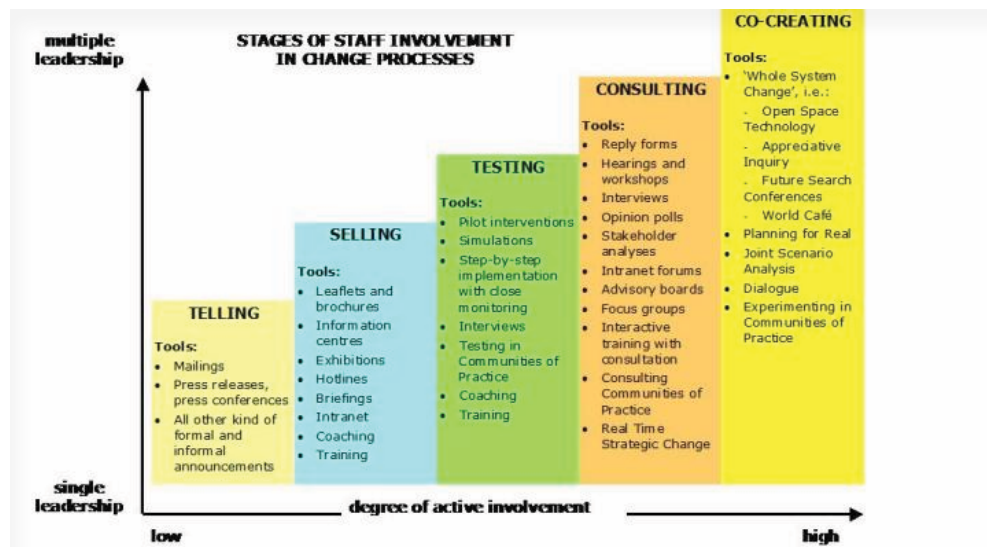 multiple
leadership
STAGES OF STAFF INVOLVEMENT
IN CHANGE PROCESSES
TELLING
Tools:
• Mailings
• Press releases,
press conferences
• All other kind of
formal and
informal
announcements
SELLING
Tools:
• Leaflets and
brochures
• Information
centres
• Exhibitions
• Hotlines
• Briefings
• Intranet
• Coaching
• Training
TESTING
Tools:
• Pilot interventions
• Simulations
• Step-by-step
implementation
with close
monitoring
• Interviews
• Testing in
Communities of
Practice
• Coaching
• Training
CONSULTING
Tools:
• Reply forms
• Hearings and
workshops
• Interviews
• Opinion polls
• Stakeholder
analyses
• Intranet forums
• Advisory boards
• Focus groups
• Interactive
training with
consultation
• Consulting
Communities of
Practice
• Real Time
Strategic Change
CO-CREATING
Tools:
• 'Whole System
Change', i.e.:
- Open Space
Technology
- Appreciative
Inquiry
- Future Search
Conferences
- World Café
• Planning for Real
• Joint Scenario
Analysis
• Dialogue
• Experimenting in
Communities of
Practice
single
leadership
degree of active involvement
low
high